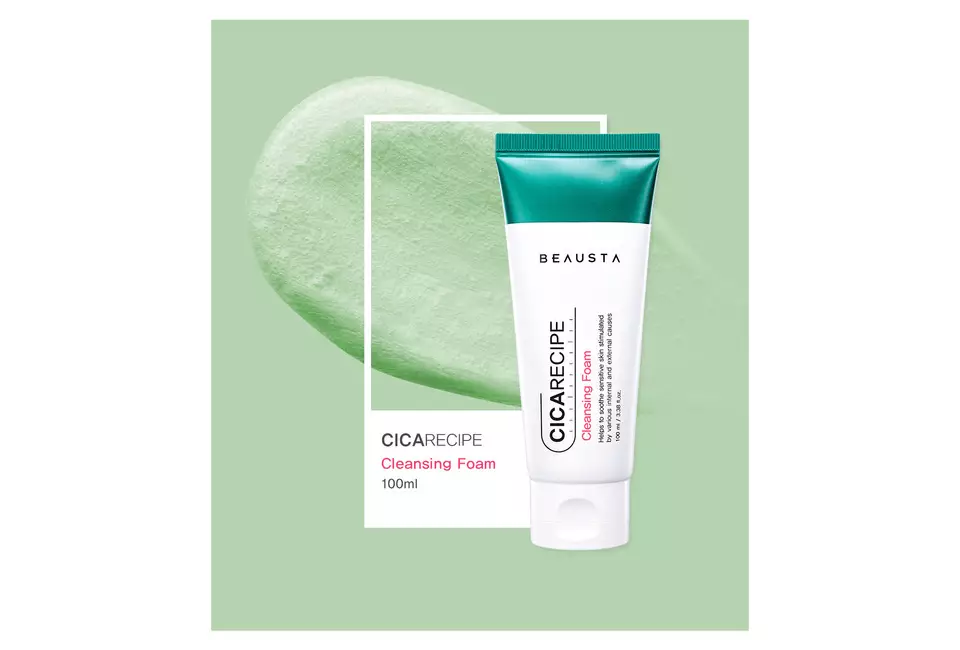 BEAUSTA
CICARECIPE
Cleansing Foam
Helps to soothe sensitive skin stimulated
by various internal and external causes
100 ml / 3.38 fl.oz.
CICARECIPE
Cleansing Foam
100ml